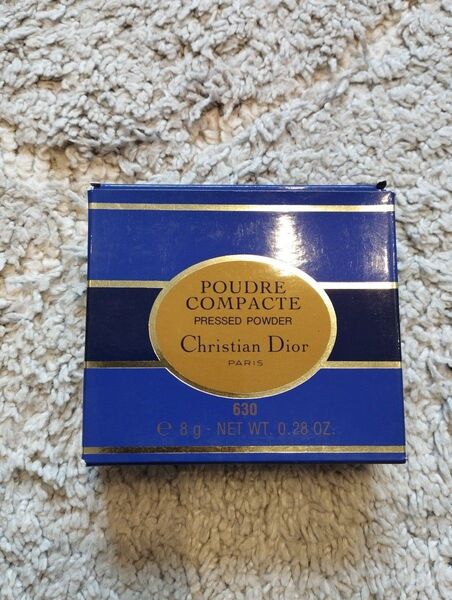 POUDRE
COMPACTE
PRESSED POWDER
Christian Dior
PARIS
630
℮ 8 g - NET WT. 0.28 OZ.